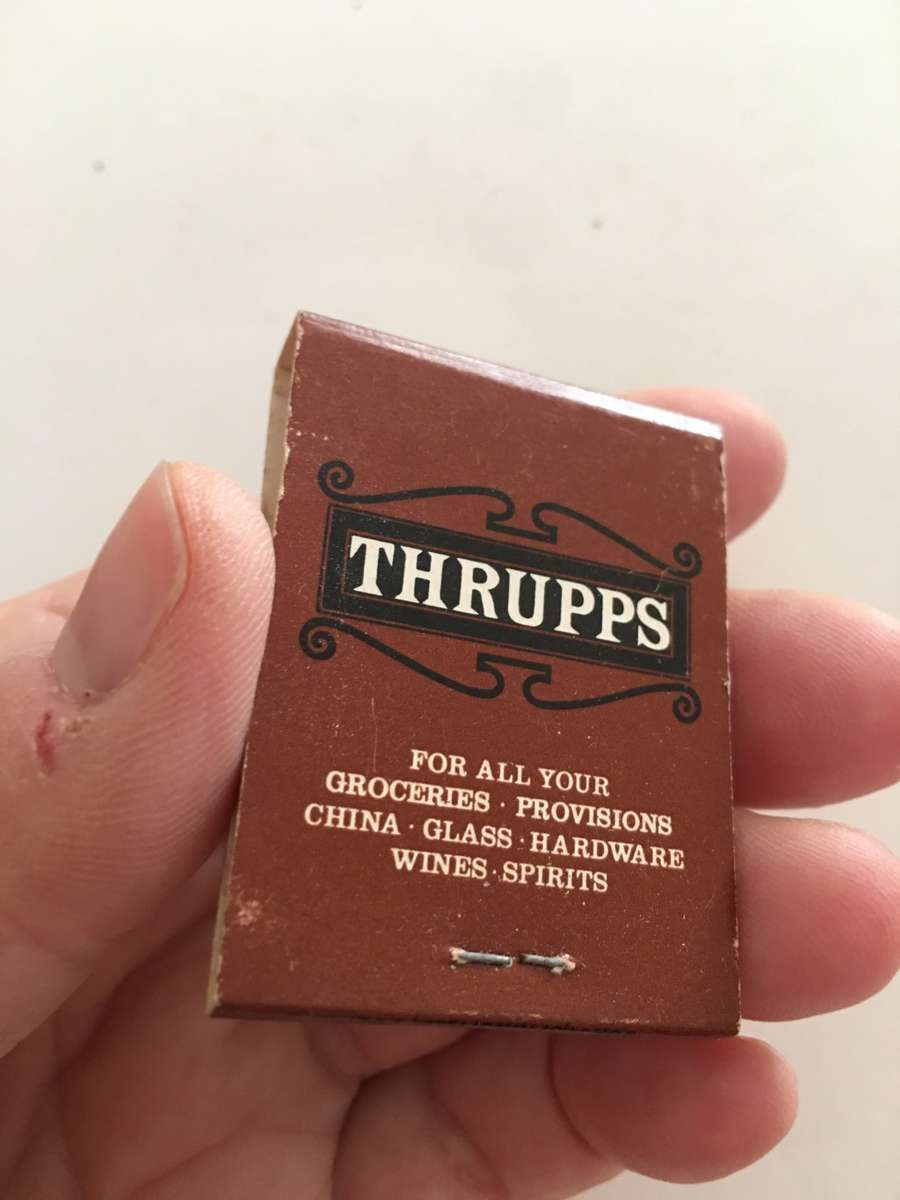 THRUPPS
FOR ALL YOUR
GROCERIES · PROVISIONS
CHINA · GLASS · HARDWARE
WINES · SPIRITS